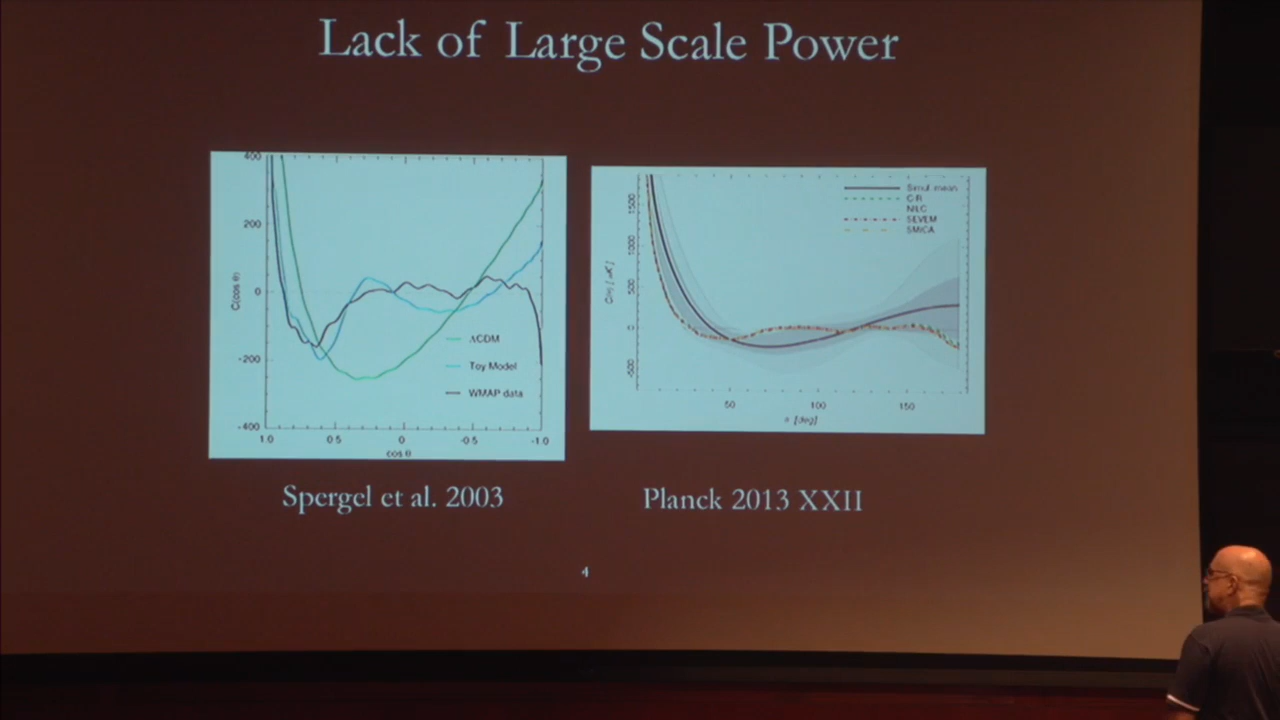 Lack of Large Scale Power
400
200
0
-200
-400
C(cos θ)
1.0 0.5 0 -0.5 -1.0
cos θ
ΛCDM
Toy Model
WMAP data
1500
1000
500
0
-500
50 100 150
[deg]
Simul. mean
C-R
NILC
SEVEM
SMICA
Spergel et al. 2003
Planck 2013 XXII
4